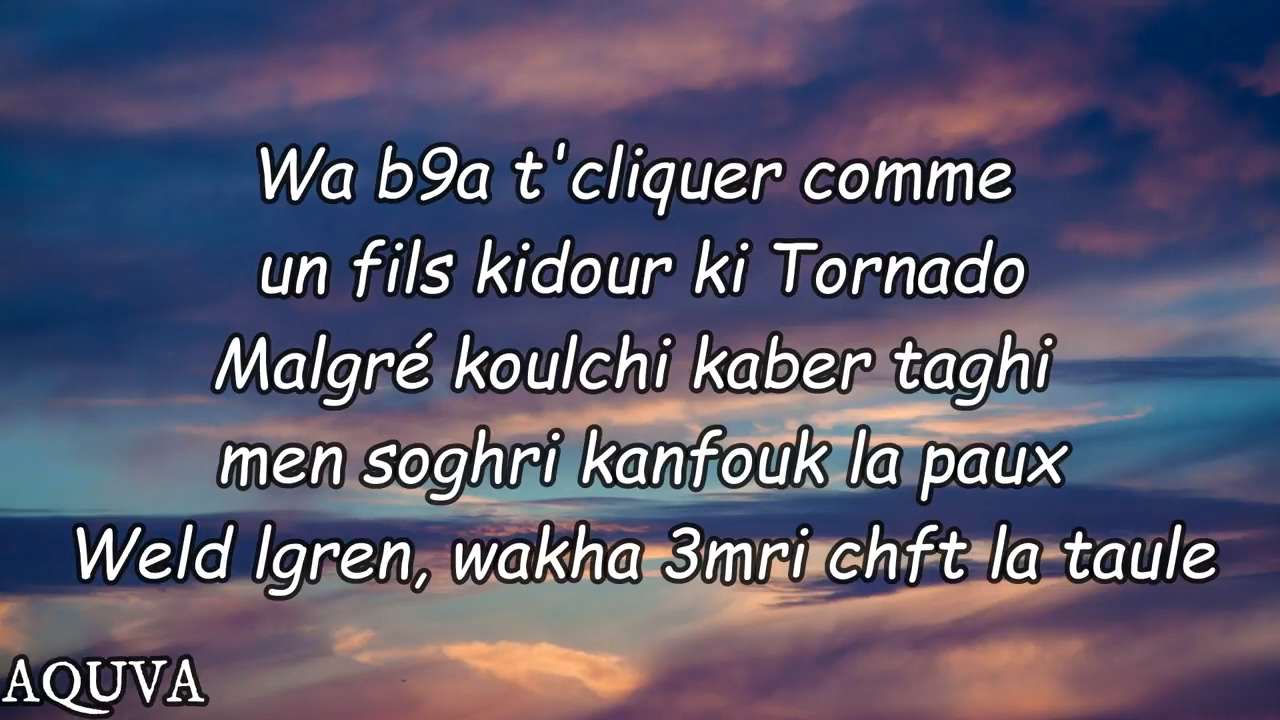 Wa b9a t'cliquer comme
un fils kidour ki Tornado
Malgré koulchi kaber taghi
men soghri kanfouk la paux
Weld lgren, wakha 3mri chft la taule
AQUVA